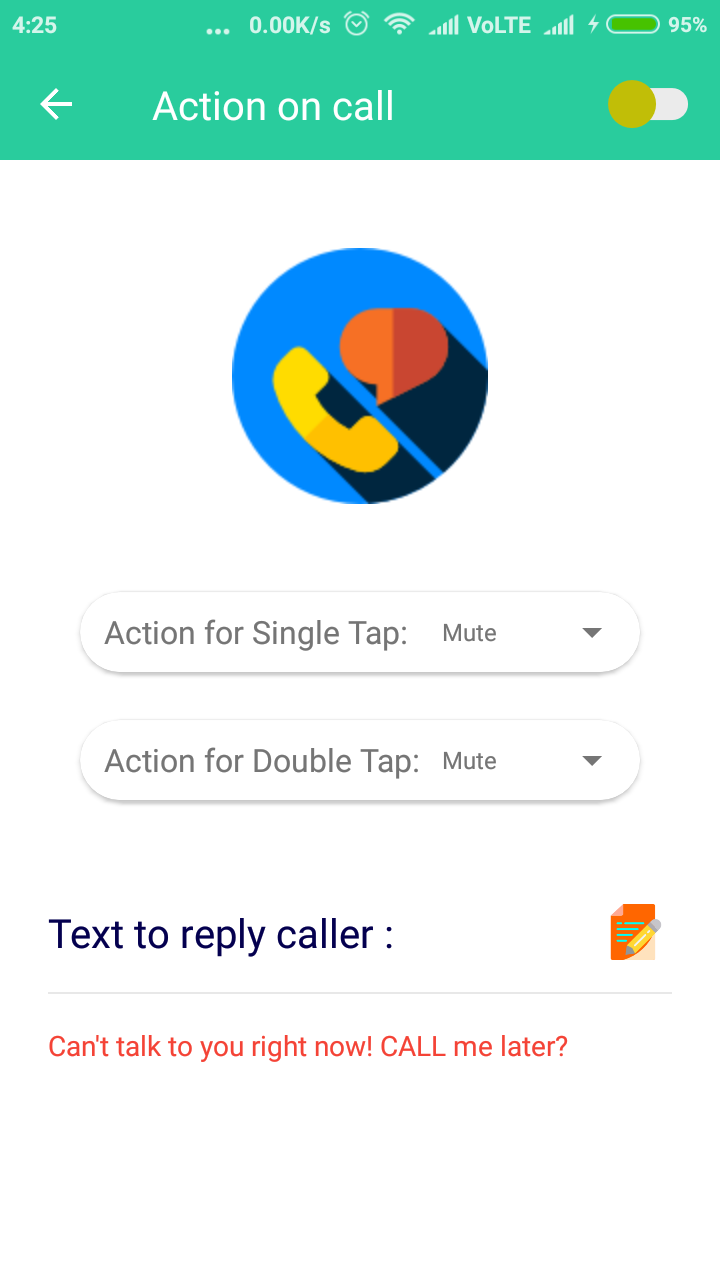 4:25 ... 0.00K/s VoLTE 95%
Action on call
Action for Single Tap: Mute
Action for Double Tap: Mute
Text to reply caller :
Can't talk to you right now! CALL me later?